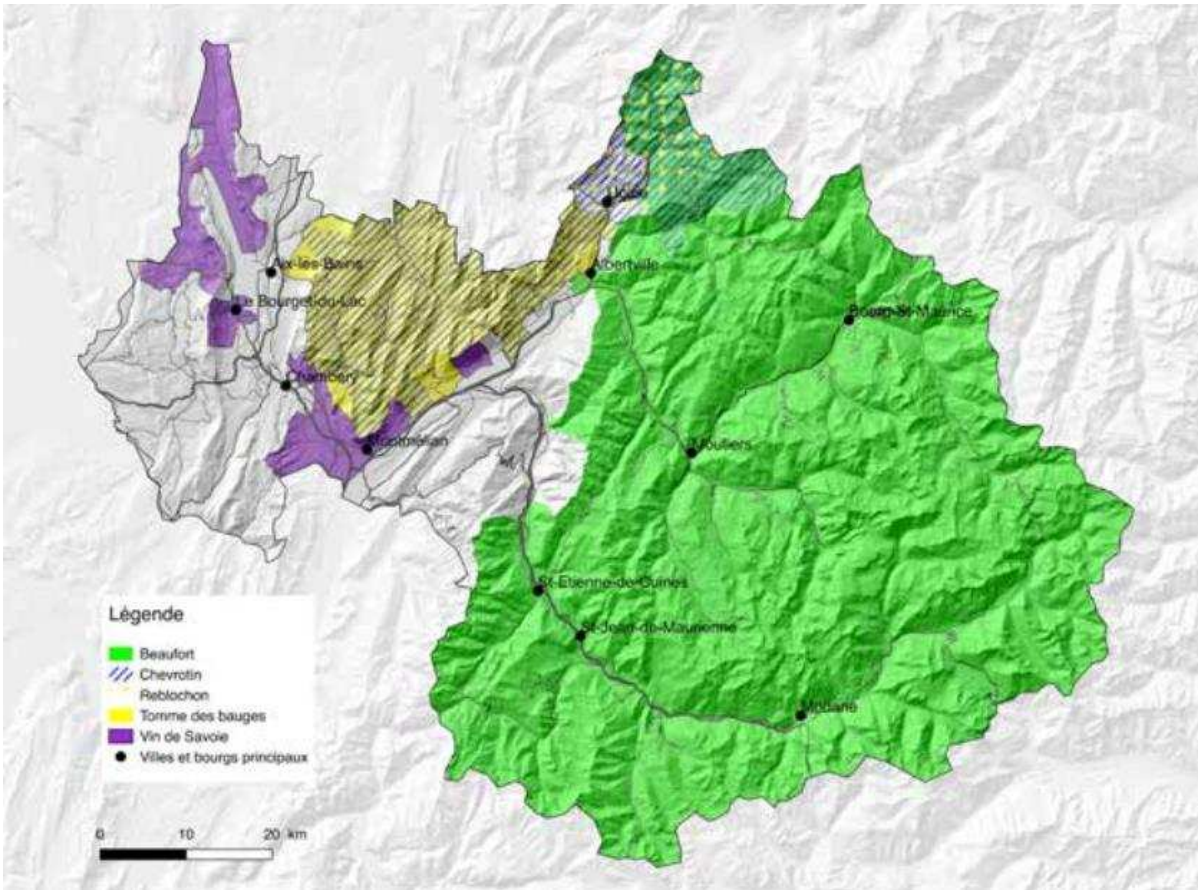 Ugine
Aix-les-Bains
Albertville
Le Bourget-du-Lac
Bourg-St-Maurice
Chambéry
Montmélian
Moutiers
St-Etienne-de-Cuines
St-Jean-de-Maurienne
Modane
Légende
Beaufort
Chevrotin
Reblochon
Tomme des bauges
Vin de Savoie
Villes et bourgs principaux
0 10 20 km